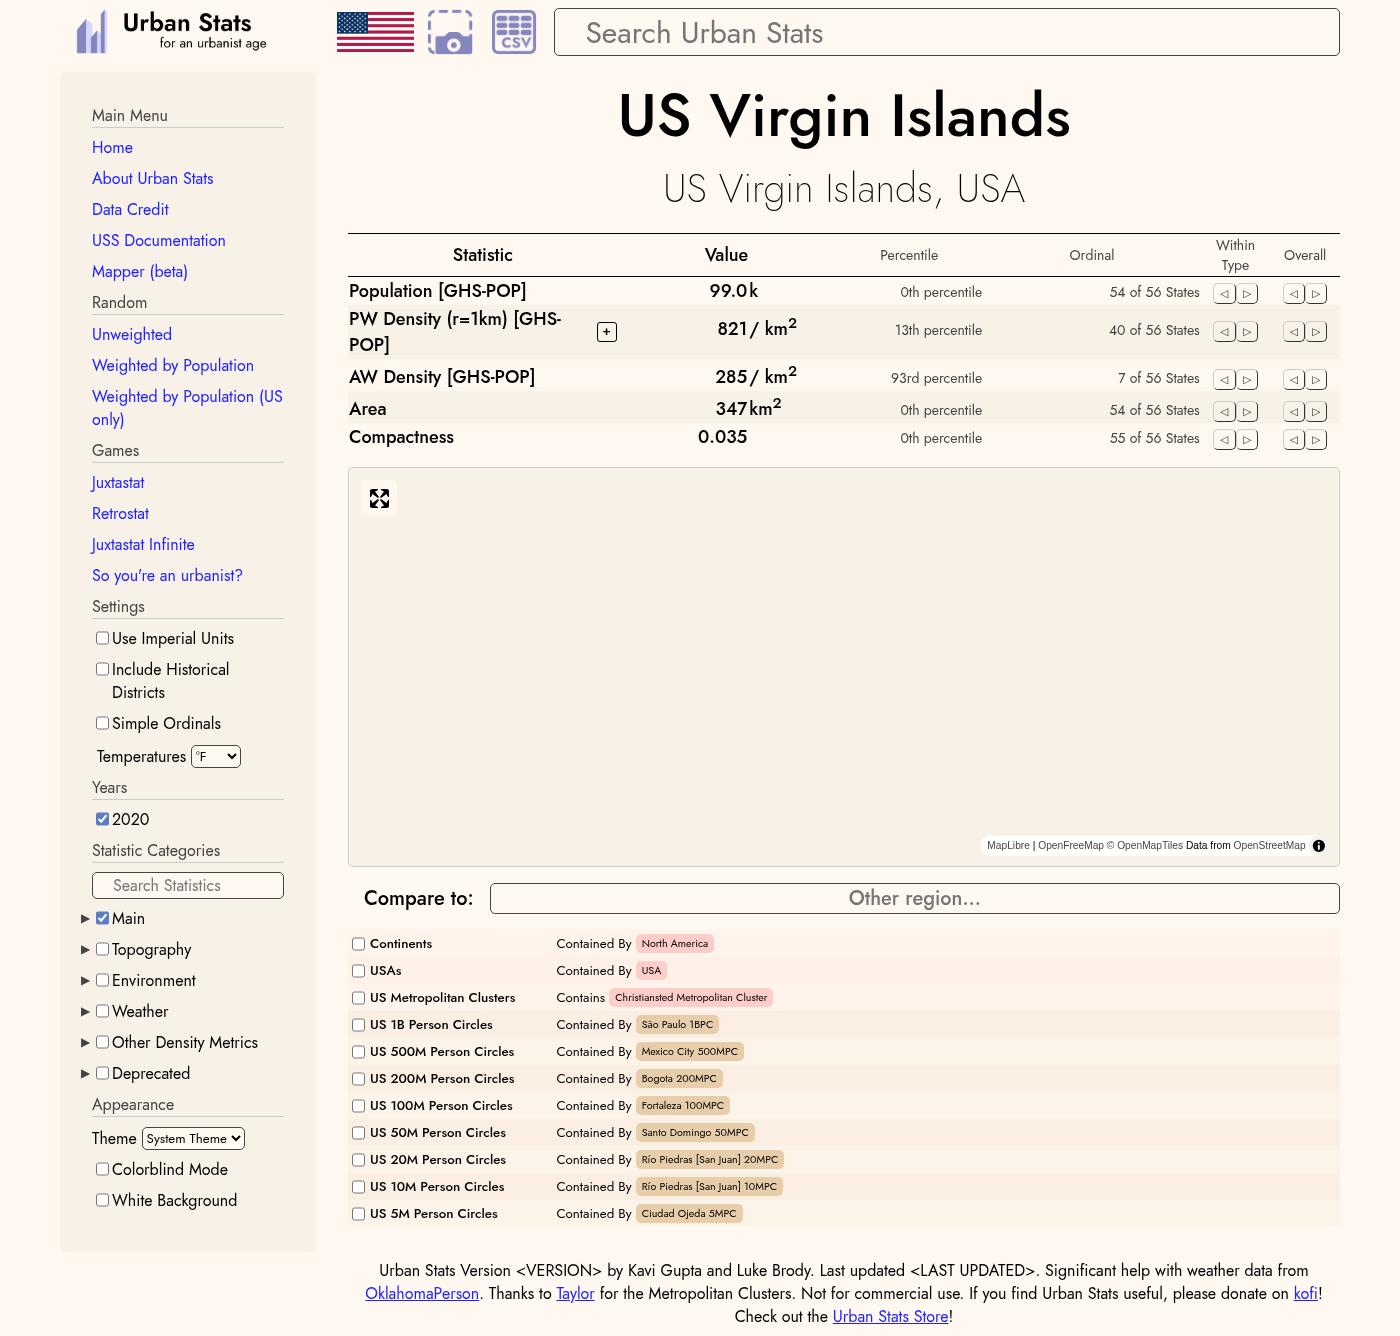 Urban Stats
for an urbanist age
CSV
Search Urban Stats
Main Menu
Home
About Urban Stats
Data Credit
USS Documentation
Mapper (beta)
Random
Unweighted
Weighted by Population
Weighted by Population (US
only)
Games
Juxtastat
Retrostat
Juxtastat Infinite
So you're an urbanist?
Settings
Use Imperial Units
Include Historical
Districts
Simple Ordinals
Temperatures °F
Years
2020
Statistic Categories
Search Statistics
Main
Topography
Environment
Weather
Other Density Metrics
Deprecated
Appearance
Theme System Theme
Colorblind Mode
White Background
US Virgin Islands
US Virgin Islands, USA
Statistic Value Percentile Ordinal Within Type Overall
Population [GHS-POP] 99.0k 0th percentile 54 of 56 States
PW Density (r=1km) [GHS-
POP] + 821/ km² 13th percentile 40 of 56 States
AW Density [GHS-POP] 285/ km² 93rd percentile 7 of 56 States
Area 347km² 0th percentile 54 of 56 States
Compactness 0.035 0th percentile 55 of 56 States
MapLibre | OpenFreeMap © OpenMapTiles Data from OpenStreetMap
Compare to: Other region...
Continents Contained By North America
USAs Contained By USA
US Metropolitan Clusters Contains Christiansted Metropolitan Cluster
US 1B Person Circles Contained By São Paulo 1BPC
US 500M Person Circles Contained By Mexico City 500MPC
US 200M Person Circles Contained By Bogota 200MPC
US 100M Person Circles Contained By Fortaleza 100MPC
US 50M Person Circles Contained By Santo Domingo 50MPC
US 20M Person Circles Contained By Río Piedras [San Juan] 20MPC
US 10M Person Circles Contained By Río Piedras [San Juan] 10MPC
US 5M Person Circles Contained By Ciudad Ojeda 5MPC
Urban Stats Version <VERSION> by Kavi Gupta and Luke Brody. Last updated <LAST UPDATED>. Significant help with weather data from
OklahomaPerson. Thanks to Taylor for the Metropolitan Clusters. Not for commercial use. If you find Urban Stats useful, please donate on kofi!
Check out the Urban Stats Store!